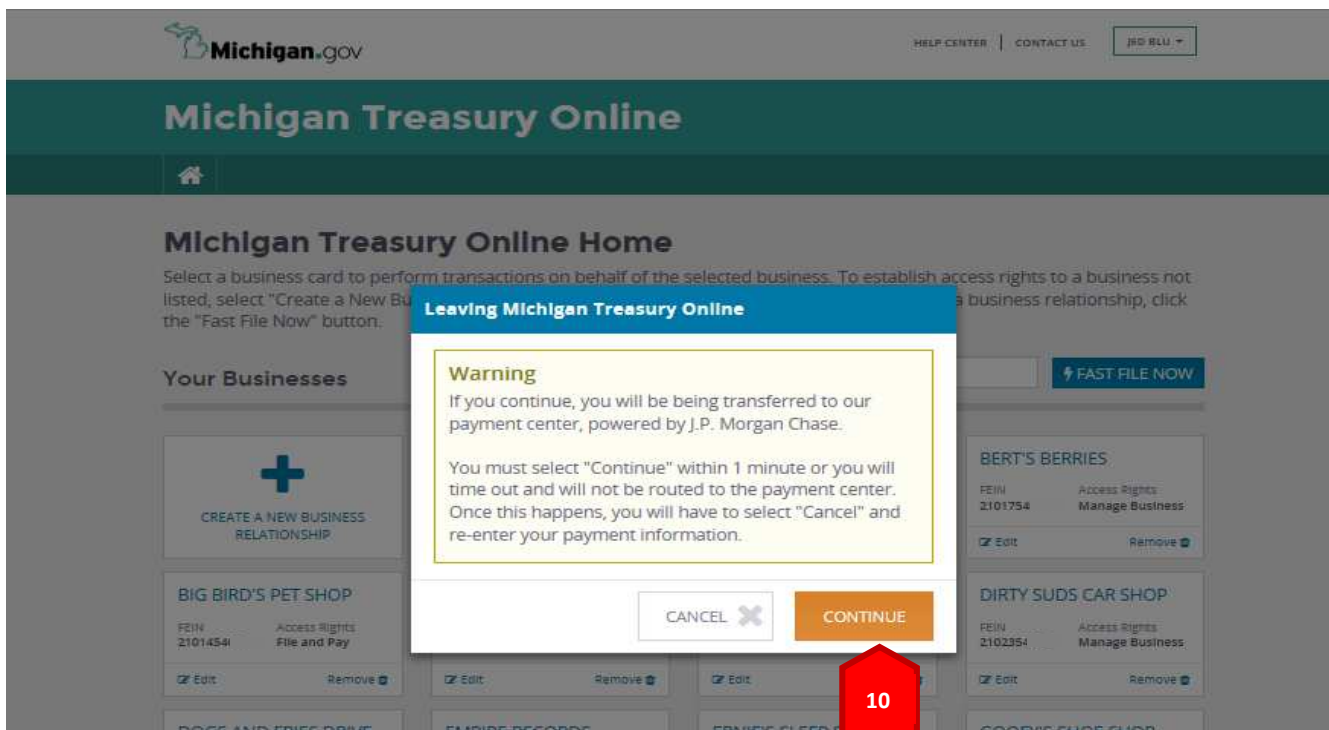 Michigan.gov
HELP CENTER | CONTACT US
Michigan Treasury Online
Michigan Treasury Online Home
Select a business card to perform transactions on behalf of the selected business. To establish access rights to a business not
listed, select "Create a New Bu
a business relationship, click
the "Fast File Now" button.
Leaving Michigan Treasury Online
Warning
If you continue, you will be being transferred to our
payment center, powered by J.P. Morgan Chase.
You must select "Continue" within 1 minute or you will
time out and will not be routed to the payment center.
Once this happens, you will have to select "Cancel" and
re-enter your payment information.
CANCEL
CONTINUE
10
Your Businesses
FAST FILE NOW
CREATE A NEW BUSINESS
RELATIONSHIP
BERT'S BERRIES
FEIN Access Rights
2101754 Manage Business
Edit Remove
BIG BIRD'S PET SHOP
FEIN Access Rights
2101454 File and Pay
Edit Remove
Edit Remove
Edit
DIRTY SUDS CAR SHOP
FEIN Access Rights
2102354 Manage Business
Edit Remove